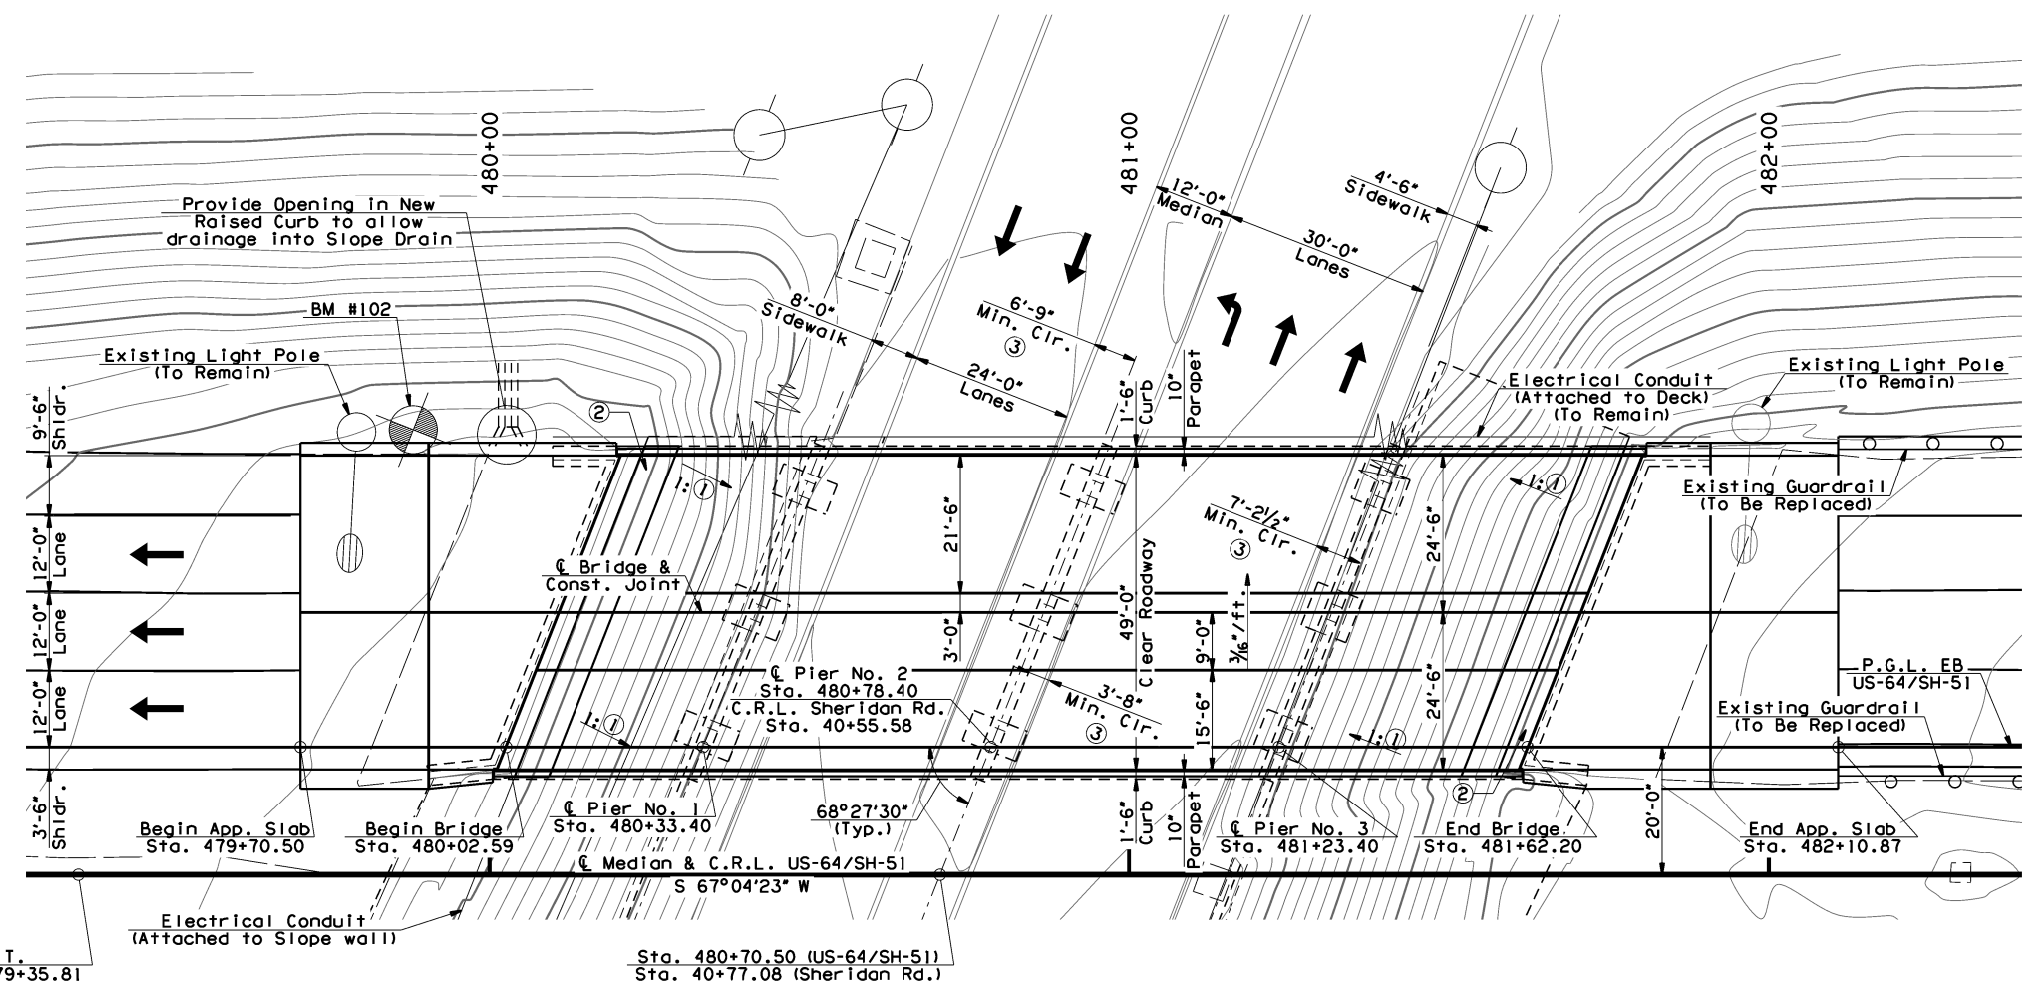 480+00
481+00
482+00
Provide Opening in New
Raised Curb to allow
drainage into Slope Drain
BM #102
Existing Light Pole
(To Remain)
12'-0"
Median
4'-6"
Sidewalk
30'-0"
Lanes
8'-0"
Sidewalk
6'-9"
Min. Clr.
3
24'-0"
Lanes
1'-6"
Curb
10"
Parapet
Electrical Conduit
(Attached to Deck)
(To Remain)
Existing Light Pole
(To Remain)
9'-6"
Shldr.
2
1:1
1:1
Existing Guardrail
(To Be Replaced)
12'-0"
Lane
12'-0"
Lane
12'-0"
Lane
3'-6"
Shldr.
℄ Bridge &
Const. Joint
21'-6"
3'-0"
49'-0"
Clear Roadway
7'-2½"
Min. Clr.
3
3⁄16"/ft.
9'-0"
15'-6"
24'-6"
24'-6"
℄ Pier No. 2
Sta. 480+78.40
C.R.L. Sheridan Rd.
Sta. 40+55.58
3'-8"
Min. Clr.
3
1:1
1:1
P.G.L. EB
US-64/SH-51
Existing Guardrail
(To Be Replaced)
2
20'-0"
Begin App. Slab
Sta. 479+70.50
Begin Bridge
Sta. 480+02.59
℄ Pier No. 1
Sta. 480+33.40
68°27'30"
(Typ.)
1'-6"
Curb
10"
Parapet
℄ Pier No. 3
Sta. 481+23.40
End Bridge
Sta. 481+62.20
End App. Slab
Sta. 482+10.87
℄ Median & C.R.L. US-64/SH-51
S 67°04'23" W
Electrical Conduit
(Attached to Slope wall)
T.
79+35.81
Sta. 480+70.50 (US-64/SH-51)
Sta. 40+77.08 (Sheridan Rd.)